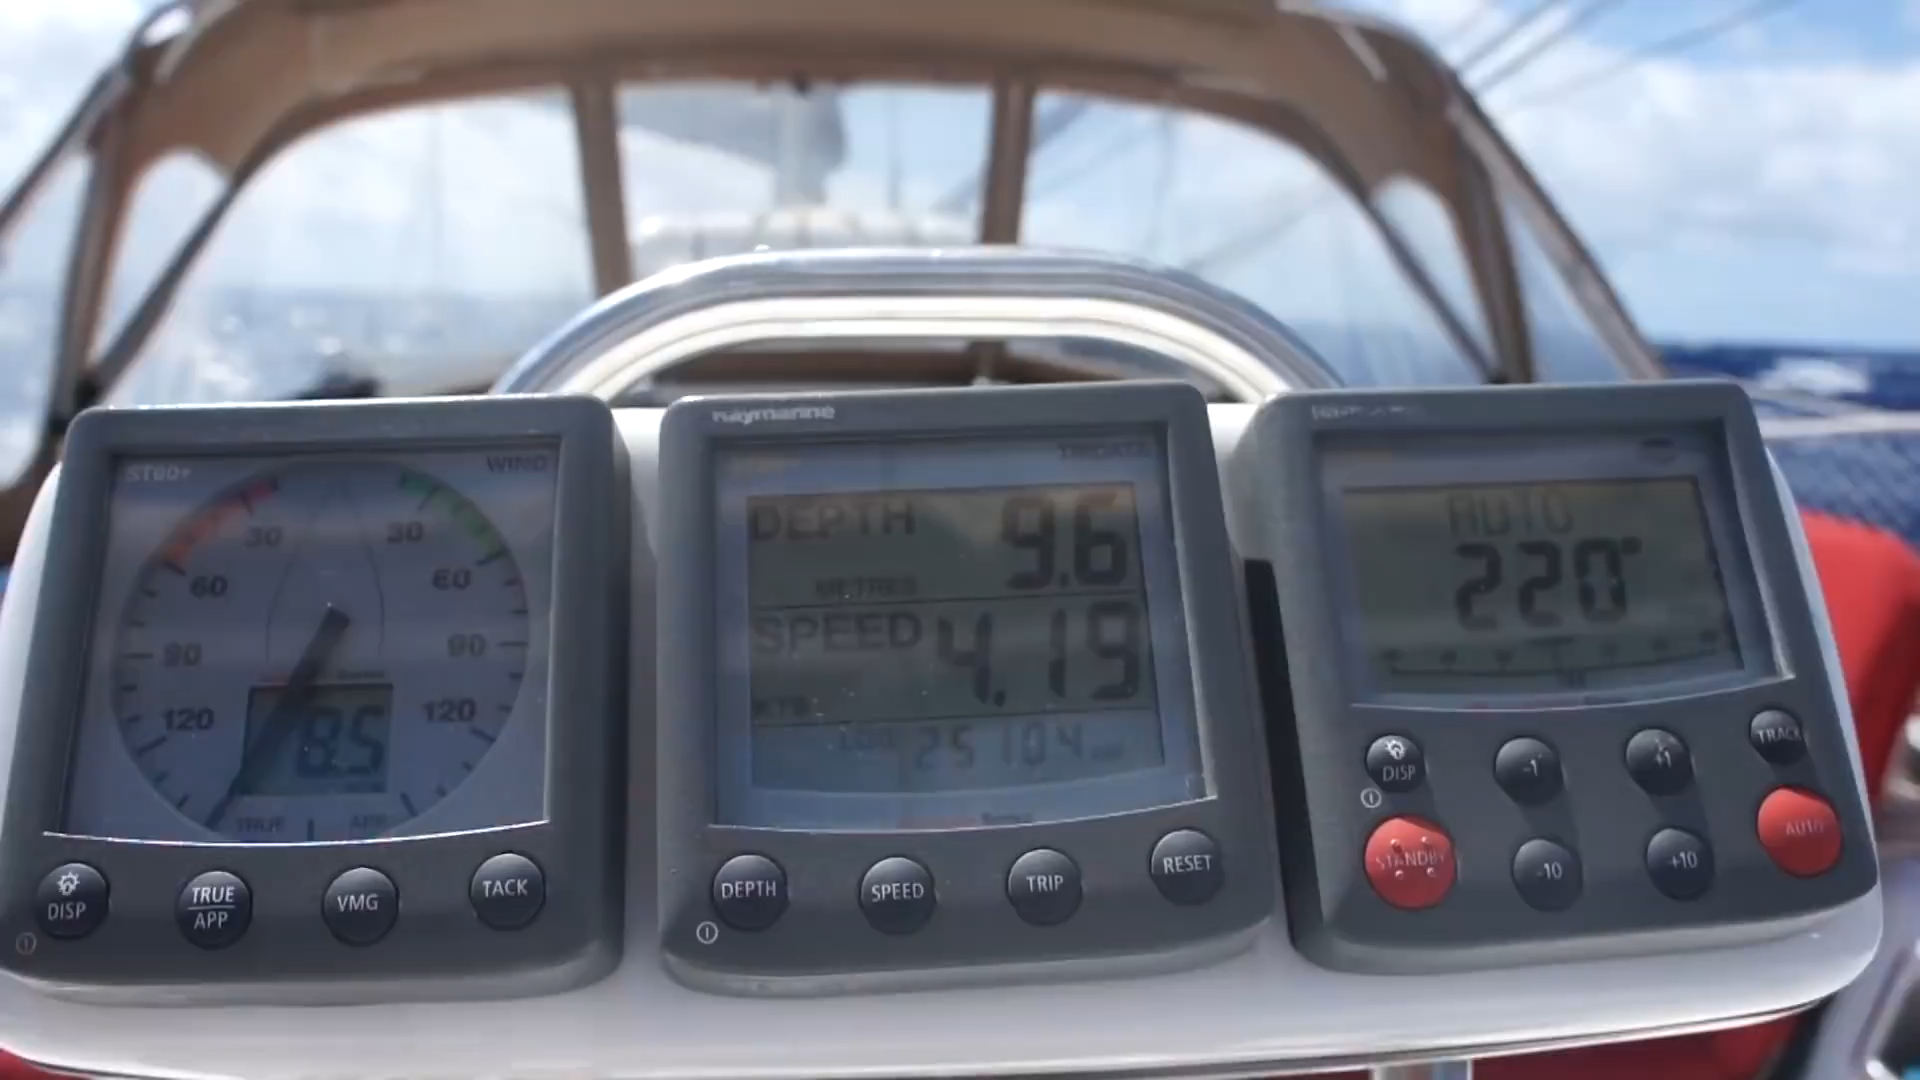 ST60+ WIND
30 30
60 60
90 90
120 120
8.5
TRUE APP
DISP
TRUE
APP
VMG
TACK
Raymarine
TRIDATA
DEPTH 9.6
METRES
SPEED 4.19
KTS
LOG 25104
DEPTH
SPEED
TRIP
RESET
AUTO
220°
DISP
-1
+1
TRACK
STANDBY
-10
+10
AUTO